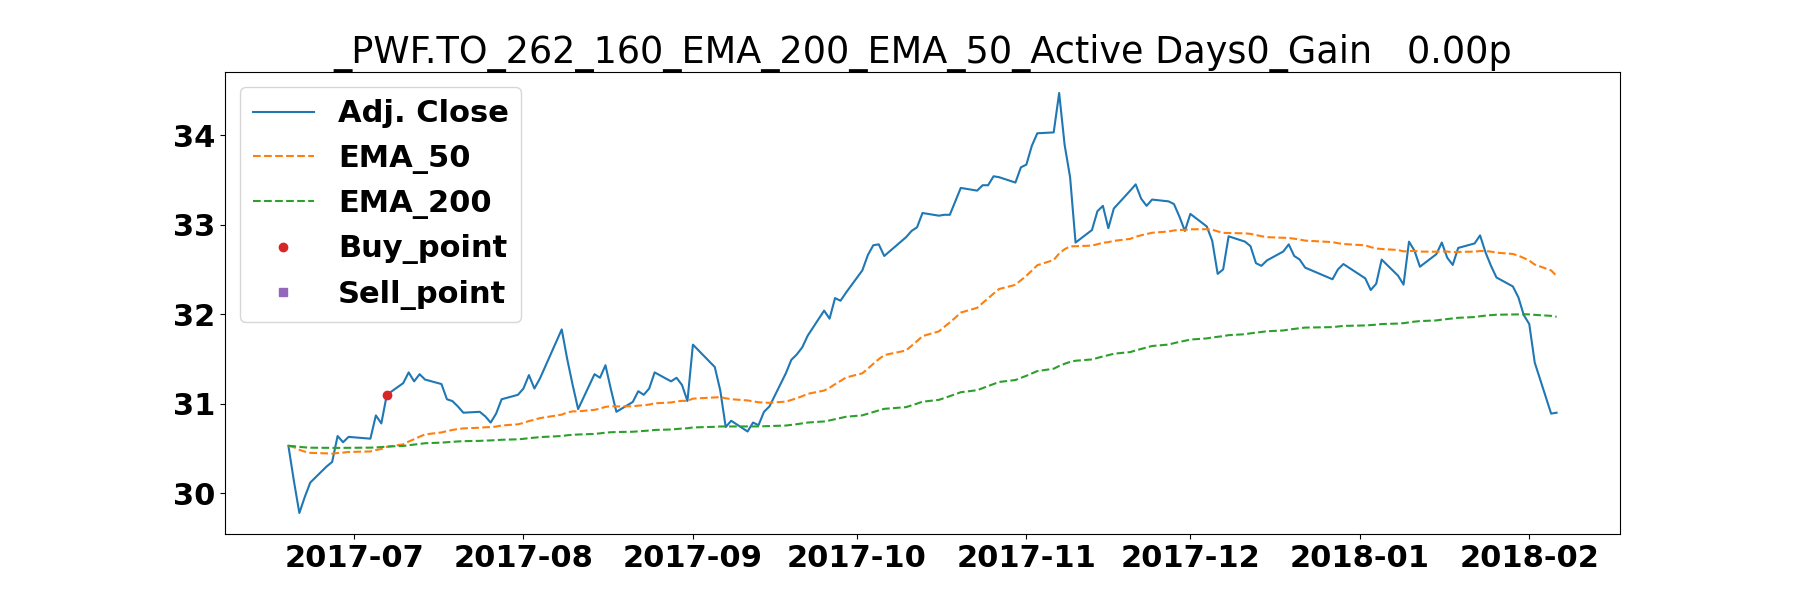 _PWF.TO_262_160_EMA_200_EMA_50_Active Days0_Gain   0.00p
Adj. Close
EMA_50
EMA_200
Buy_point
Sell_point
34
33
32
31
30
2017-07 2017-08 2017-09 2017-10 2017-11 2017-12 2018-01 2018-02